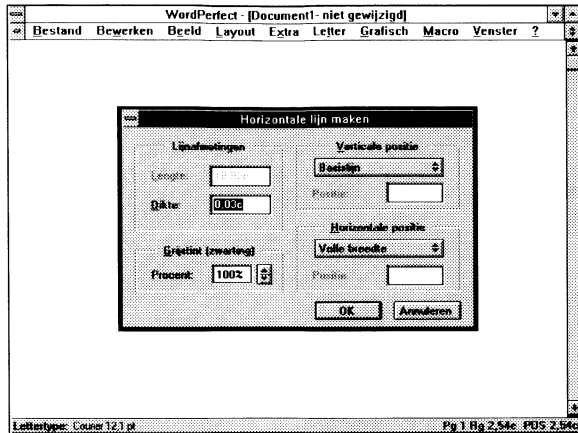 WordPerfect - [Document1- niet gewijzigd]
Bestand Bewerken Beeld Layout Extra Letter Grafisch Macro Venster ?
Horizontale lijn maken
Lijnafmetingen
Lengte:
Dikte: 0,03c
Grijstint (zwarting)
Procent: 100%
Verticale positie
Basislijn
Positie:
Horizontale positie
Volle breedte
Positie:
OK Annuleren
Lettertype: Courier 12,1 pt Pg 1 Rg 2,54c POS 2,54c